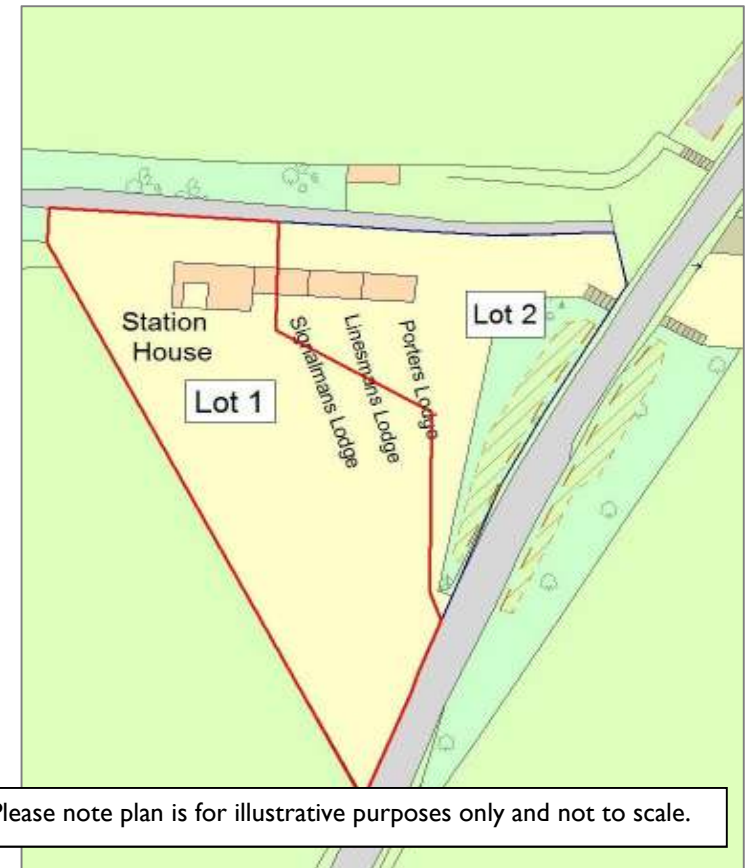 Station
House
Lot 1
Signalmans Lodge
Linesmans Lodge
Porters Lodge
Lot 2
Please note plan is for illustrative purposes only and not to scale.